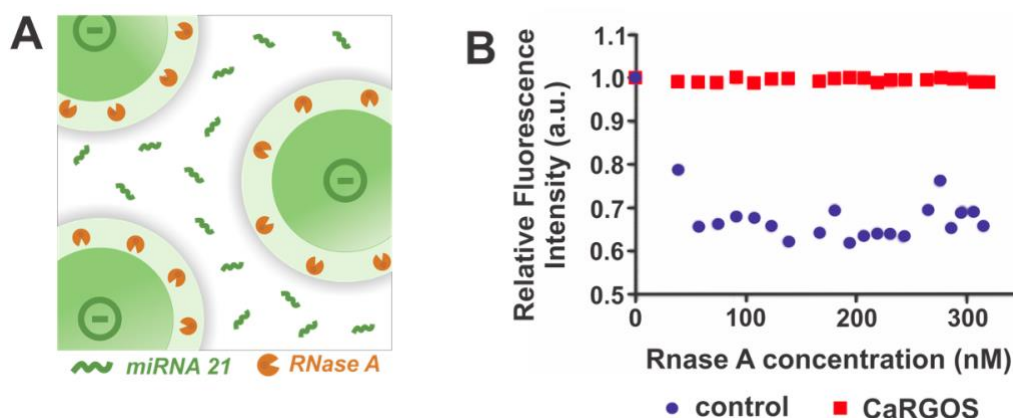 A
miRNA 21
RNase A
B
Relative Fluorescence
Intensity (a.u.)
1.1
1.0
0.9
0.8
0.7
0.6
0.5
0
100
200
300
Rnase A concentration (nM)
control
CaRGOS